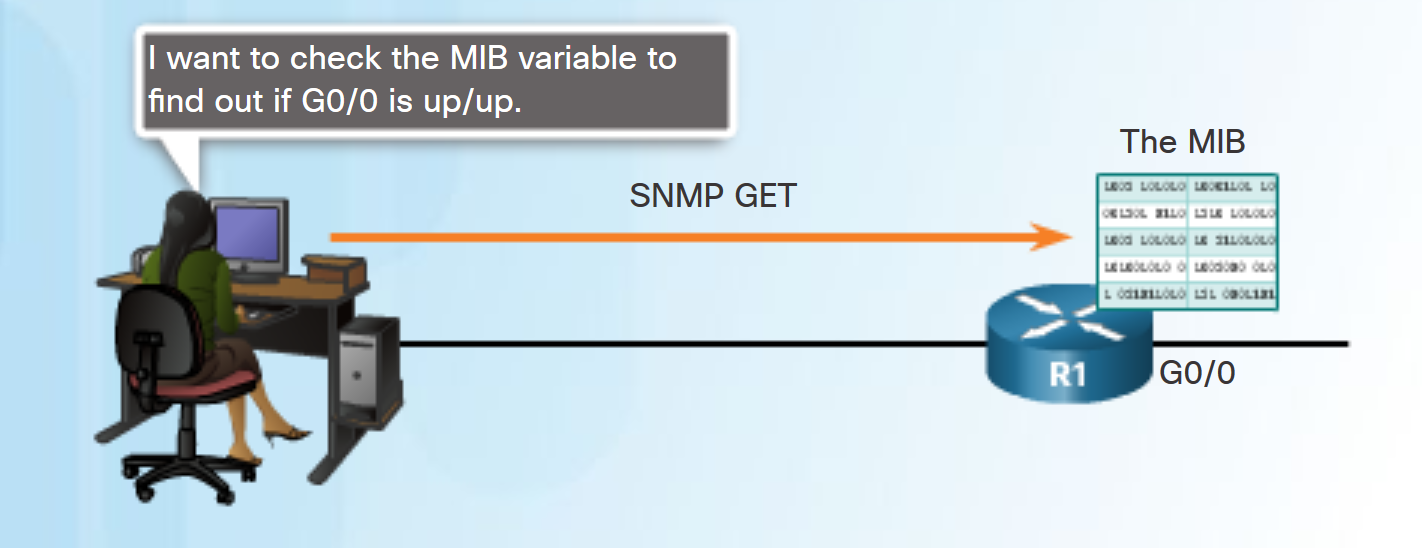 I want to check the MIB variable to
find out if G0/0 is up/up.
The MIB
SNMP GET
R1
G0/0